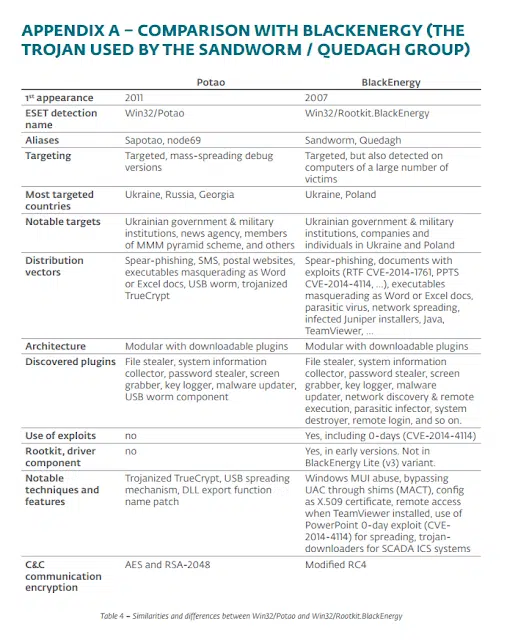 APPENDIX A – COMPARISON WITH BLACKENERGY (THE
TROJAN USED BY THE SANDWORM / QUEDAGH GROUP)
Potao BlackEnergy
1st appearance 2011 2007
ESET detection name Win32/Potao Win32/Rootkit.BlackEnergy
Aliases Sapotao, node69 Sandworm, Quedagh
Targeting
Targeted, mass-spreading debug
versions
Targeted, but also detected on
computers of a large number of
victims
Most targeted
countries
Ukraine, Russia, Georgia
Ukraine, Poland
Notable targets
Ukrainian government & military
institutions, news agency, members
of MMM pyramid scheme, and others
Ukrainian government & military
institutions, companies and
individuals in Ukraine and Poland
Distribution
vectors
Spear-phishing, SMS, postal websites,
executables masquerading as Word
or Excel docs, USB worm, trojanized
TrueCrypt
Spear-phishing, documents with
exploits (RTF CVE-2014-1761, PPTS
CVE-2014-4114, ...), executables
masquerading as Word or Excel docs,
parasitic virus, network spreading,
infected Juniper installers, Java,
TeamViewer, ...
Architecture Modular with downloadable plugins Modular with downloadable plugins
Discovered plugins
File stealer, system information
collector, password stealer, screen
grabber, key logger, malware updater,
USB worm component
File stealer, system information
collector, password stealer, screen
grabber, key logger, malware
updater, network discovery & remote
execution, parasitic infector, system
destroyer, remote login, and so on.
Use of exploits no Yes, including 0-days (CVE-2014-4114)
Rootkit, driver
component
no
Yes, in early versions. Not in
BlackEnergy Lite (v3) variant.
Notable
techniques and
features
Trojanized TrueCrypt, USB spreading
mechanism, DLL export function
name patch
Windows MUI abuse, bypassing
UAC through shims (MACT), config
as X.509 certificate, remote access
when TeamViewer installed, use of
PowerPoint 0-day exploit (CVE-
2014-4114) for spreading, trojan-
downloaders for SCADA ICS systems
C&C
communication
encryption
AES and RSA-2048
Modified RC4
Table 4 – Similarities and differences between Win32/Potao and Win32/Rootkit.BlackEnergy